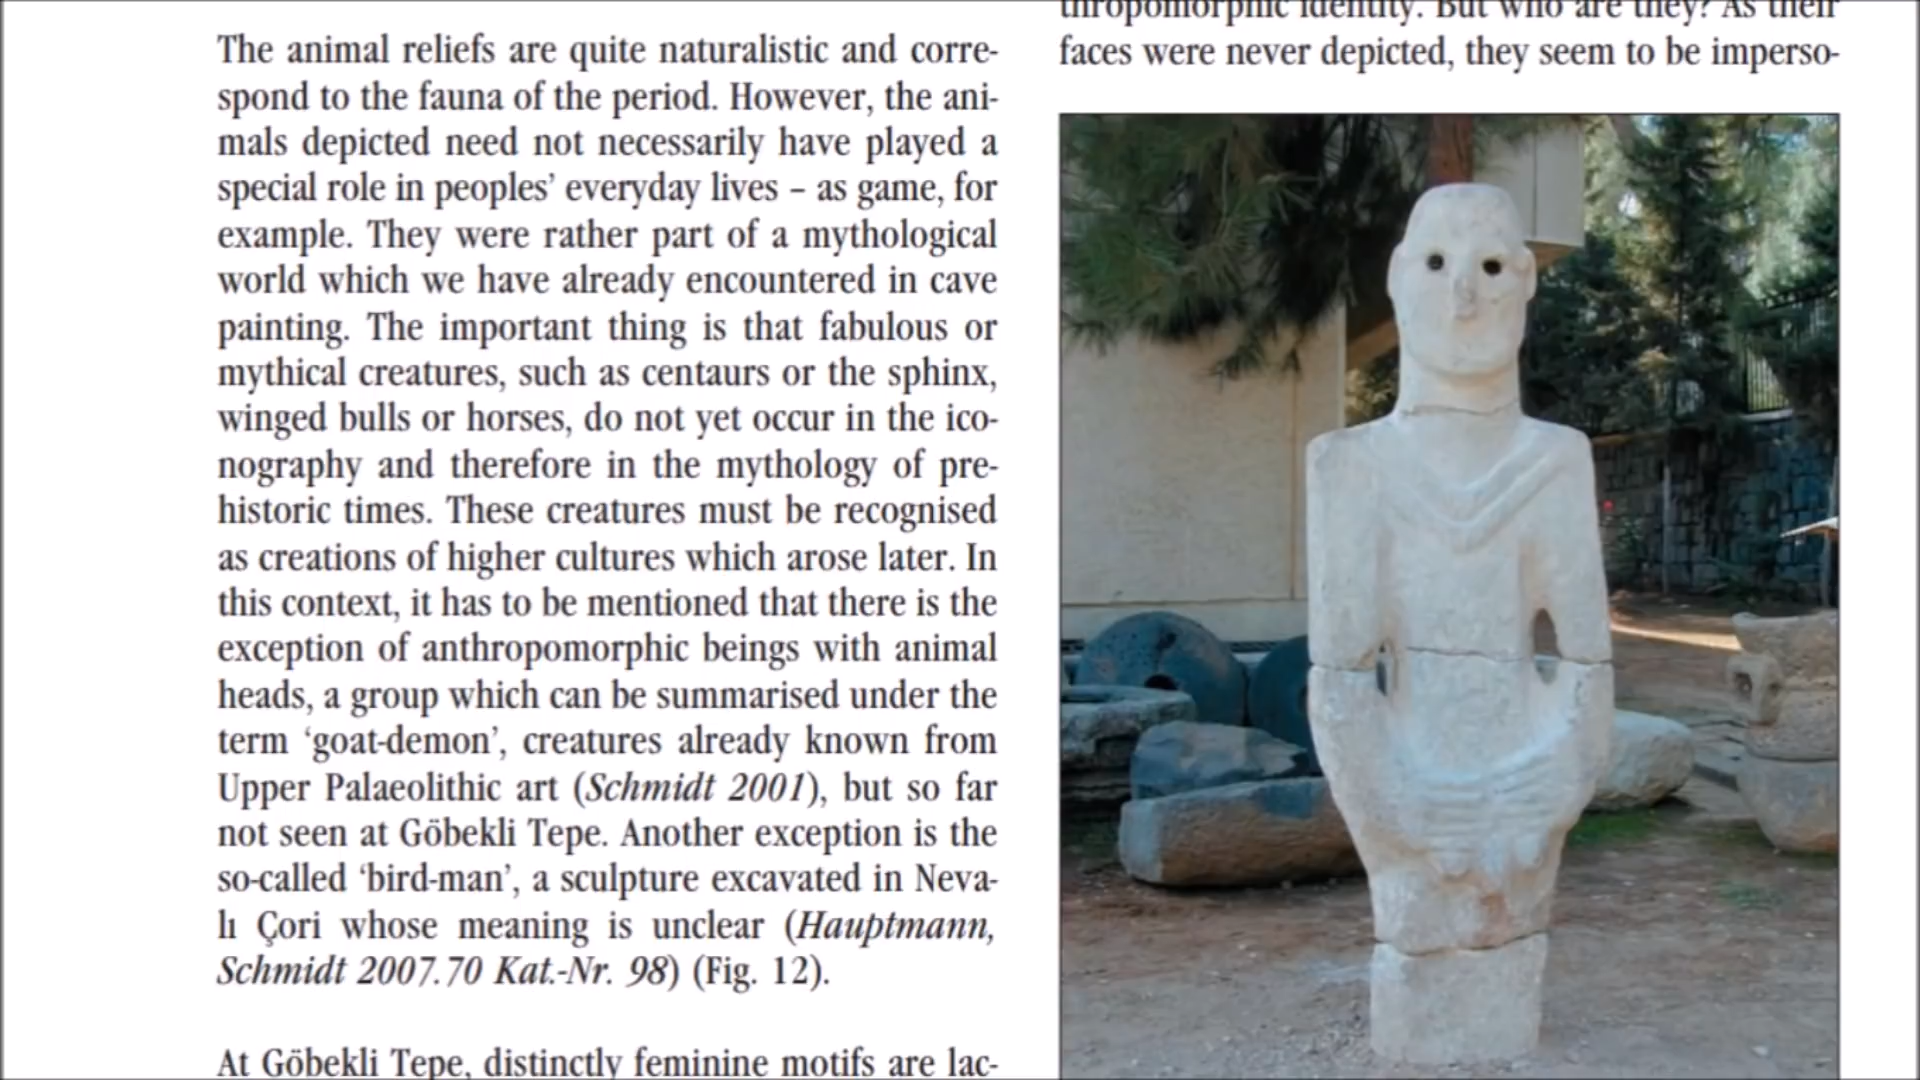 The animal reliefs are quite naturalistic and corre-
spond to the fauna of the period. However, the ani-
mals depicted need not necessarily have played a
special role in peoples’ everyday lives – as game, for
example. They were rather part of a mythological
world which we have already encountered in cave
painting. The important thing is that fabulous or
mythical creatures, such as centaurs or the sphinx,
winged bulls or horses, do not yet occur in the ico-
nography and therefore in the mythology of pre-
historic times. These creatures must be recognised
as creations of higher cultures which arose later. In
this context, it has to be mentioned that there is the
exception of anthropomorphic beings with animal
heads, a group which can be summarised under the
term ‘goat-demon’, creatures already known from
Upper Palaeolithic art (Schmidt 2001), but so far
not seen at Göbekli Tepe. Another exception is the
so-called ‘bird-man’, a sculpture excavated in Neva-
lı Çori whose meaning is unclear (Hauptmann,
Schmidt 2007.70 Kat.-Nr. 98) (Fig. 12).
At Göbekli Tepe, distinctly feminine motifs are lac-
thropomorphic identity. But who are they? As their
faces were never depicted, they seem to be imperso-